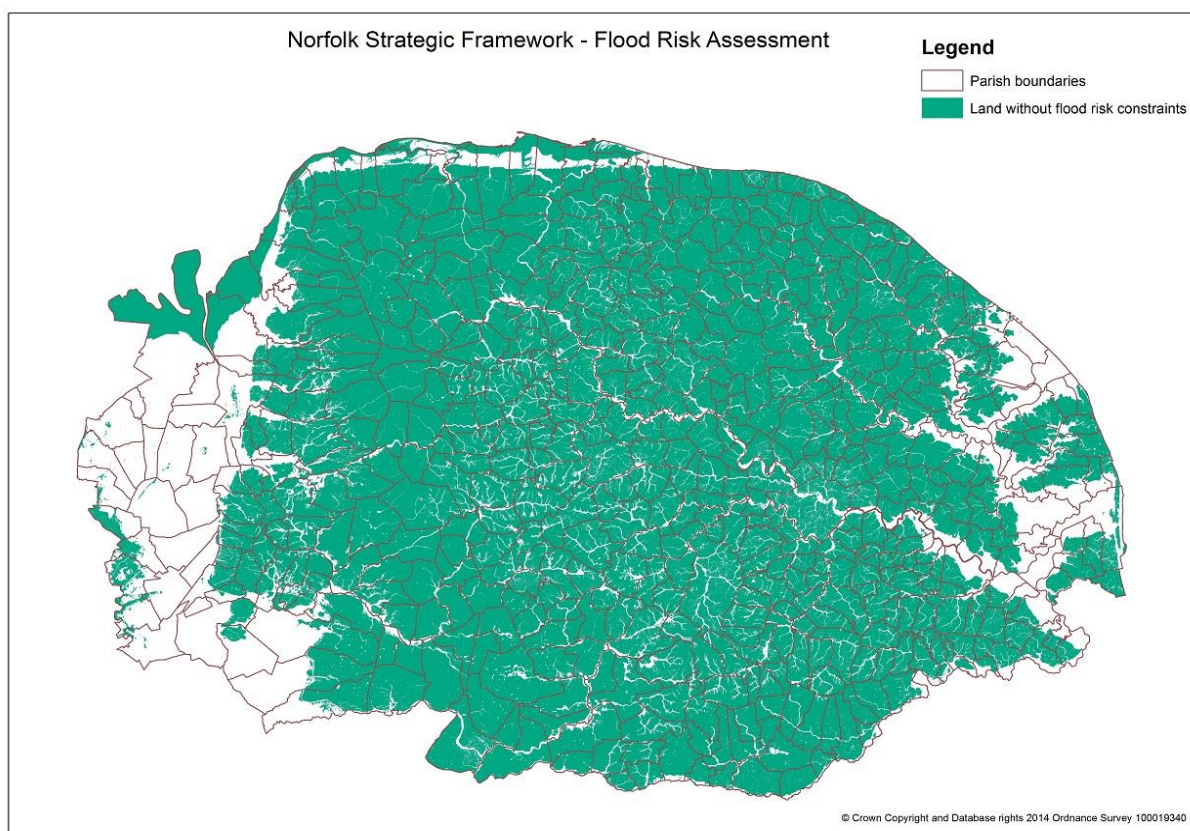 Norfolk Strategic Framework - Flood Risk Assessment
Legend
Parish boundaries
Land without flood risk constraints
© Crown Copyright and Database rights 2014 Ordnance Survey 100019340